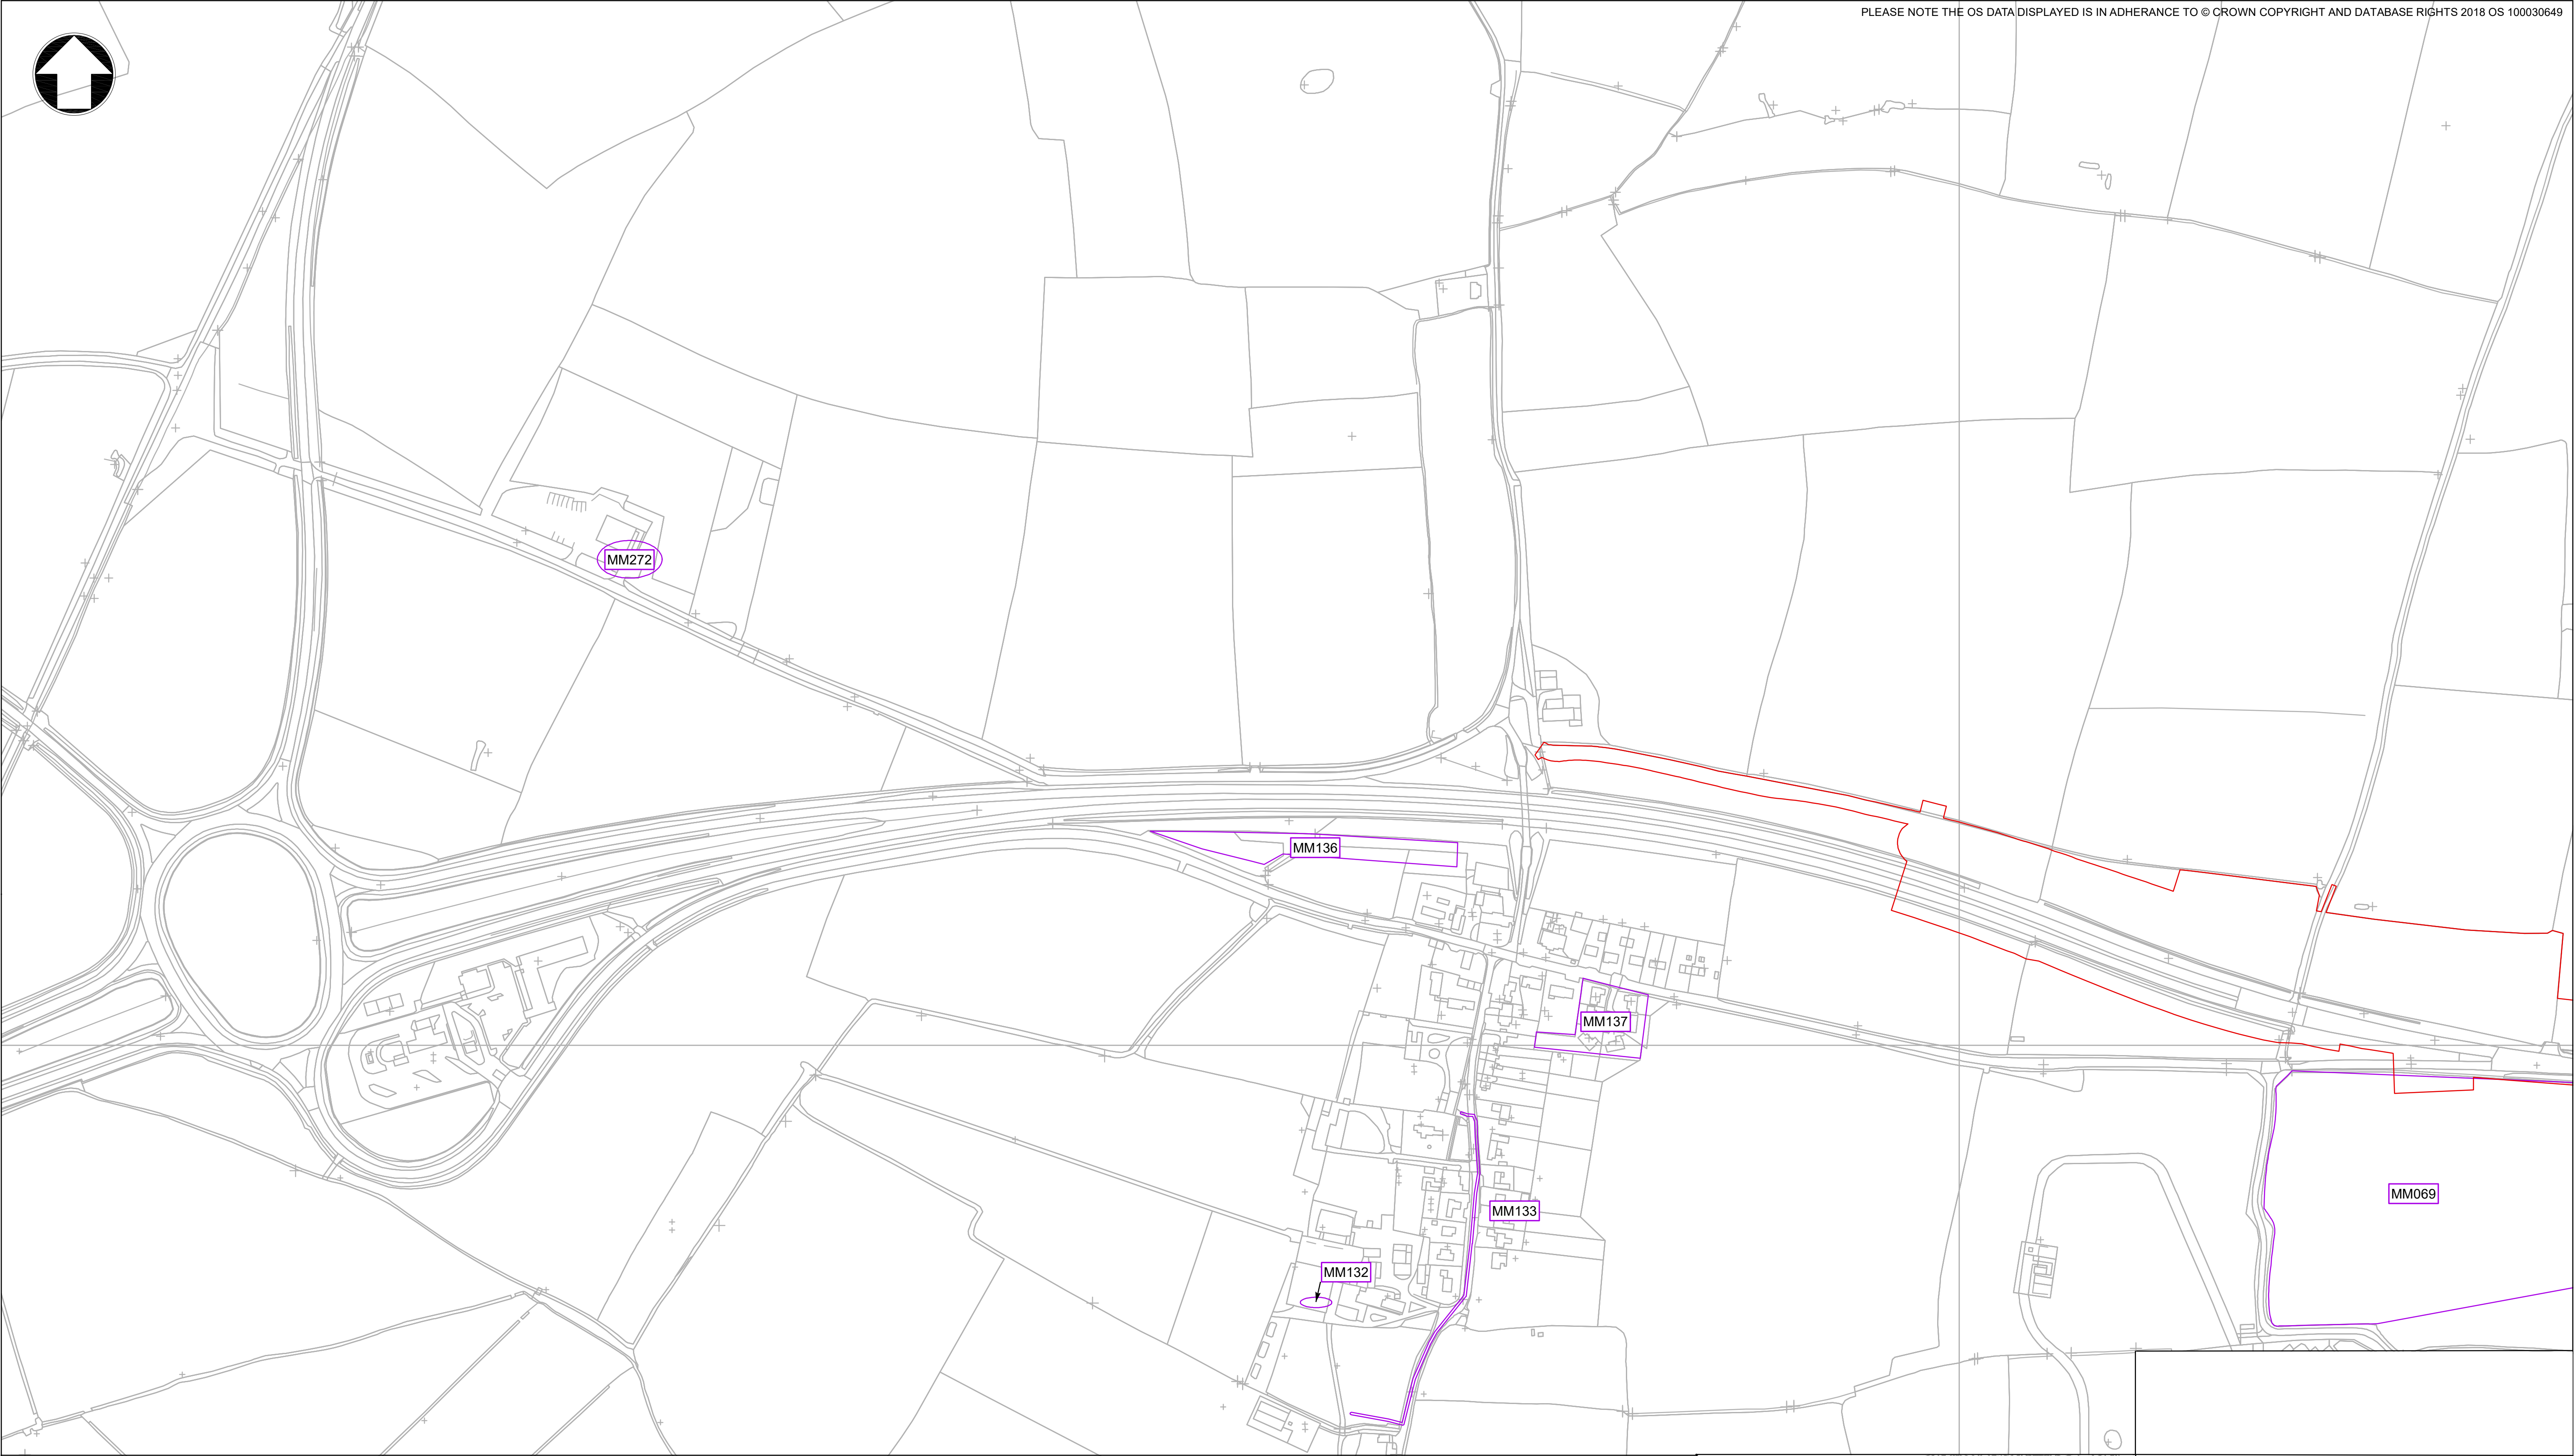 PLEASE NOTE THE OS DATA DISPLAYED IS IN ADHERANCE TO © CROWN COPYRIGHT AND DATABASE RIGHTS 2018 OS 100030649
MM272
MM136
MM137
MM069
MM133
MM132